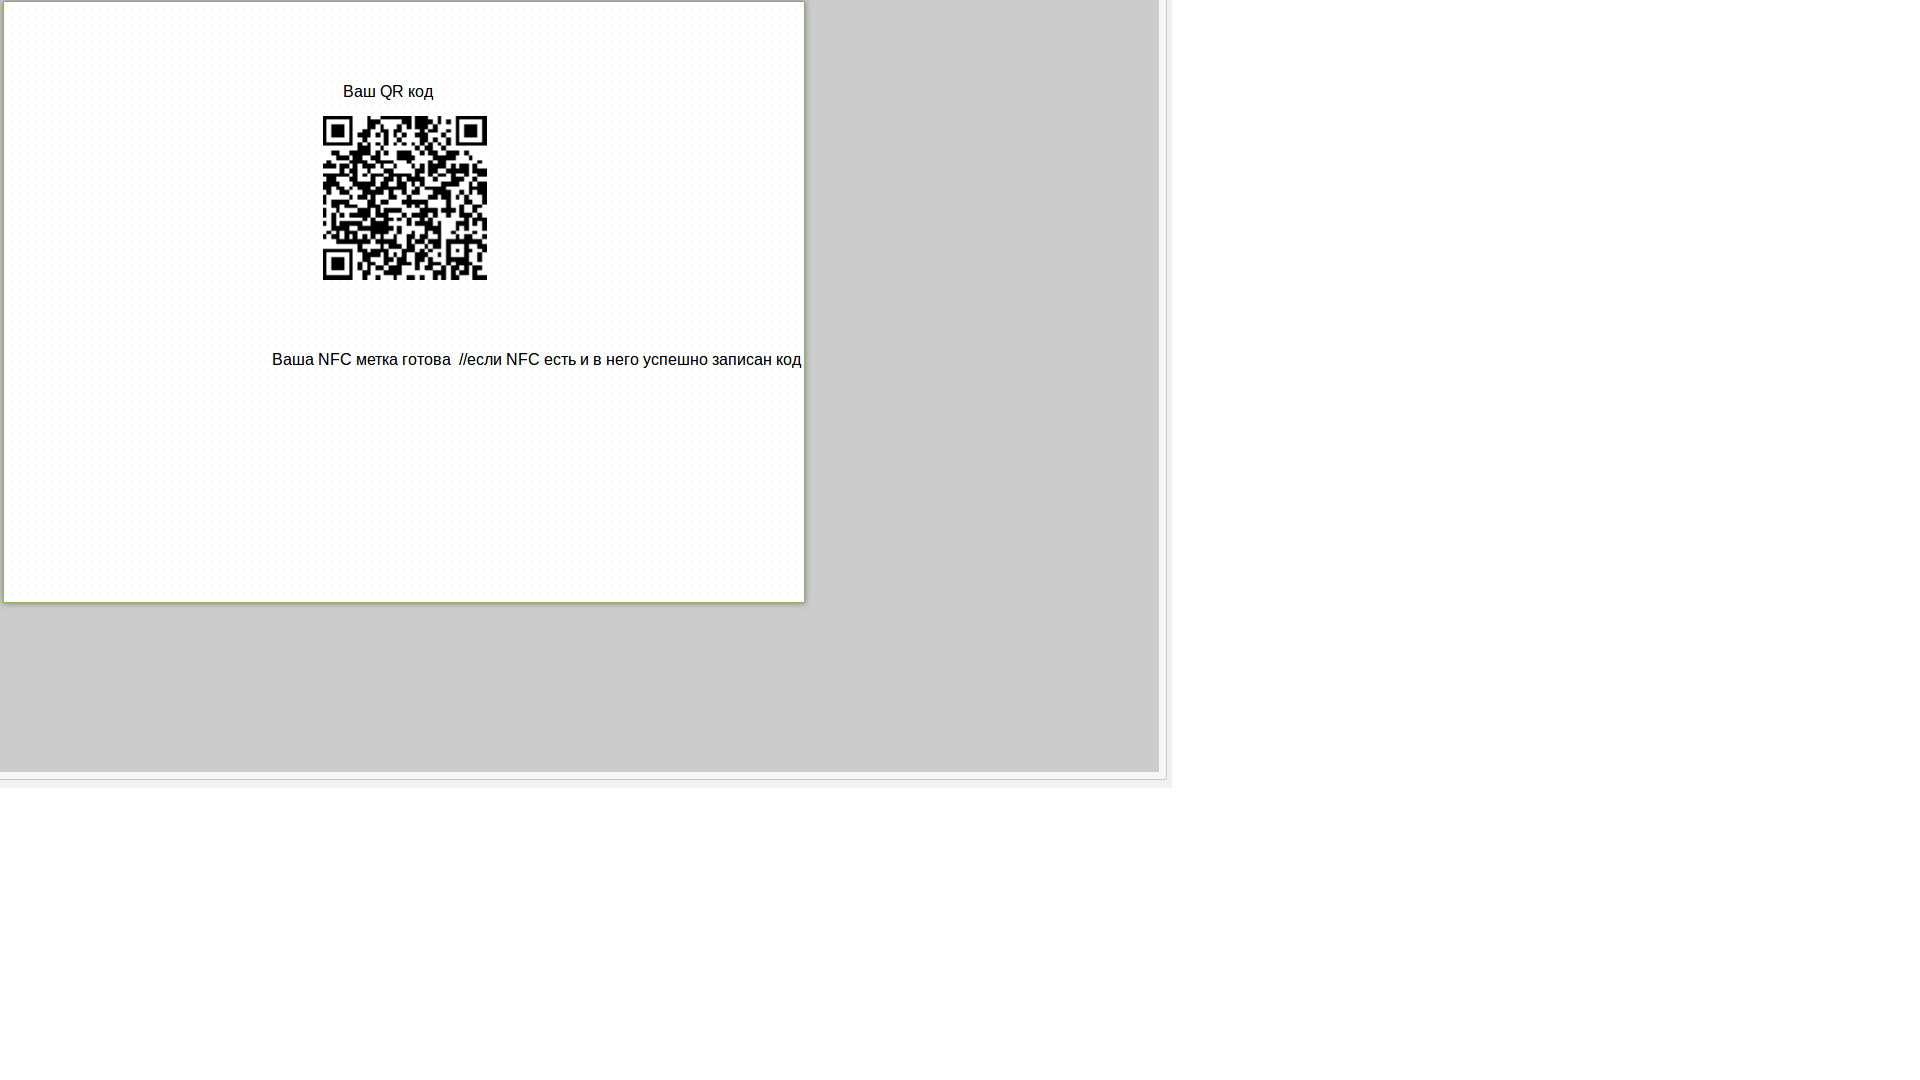 Ваш QR код
Ваша NFC метка готова  //если NFC есть и в него успешно записан код